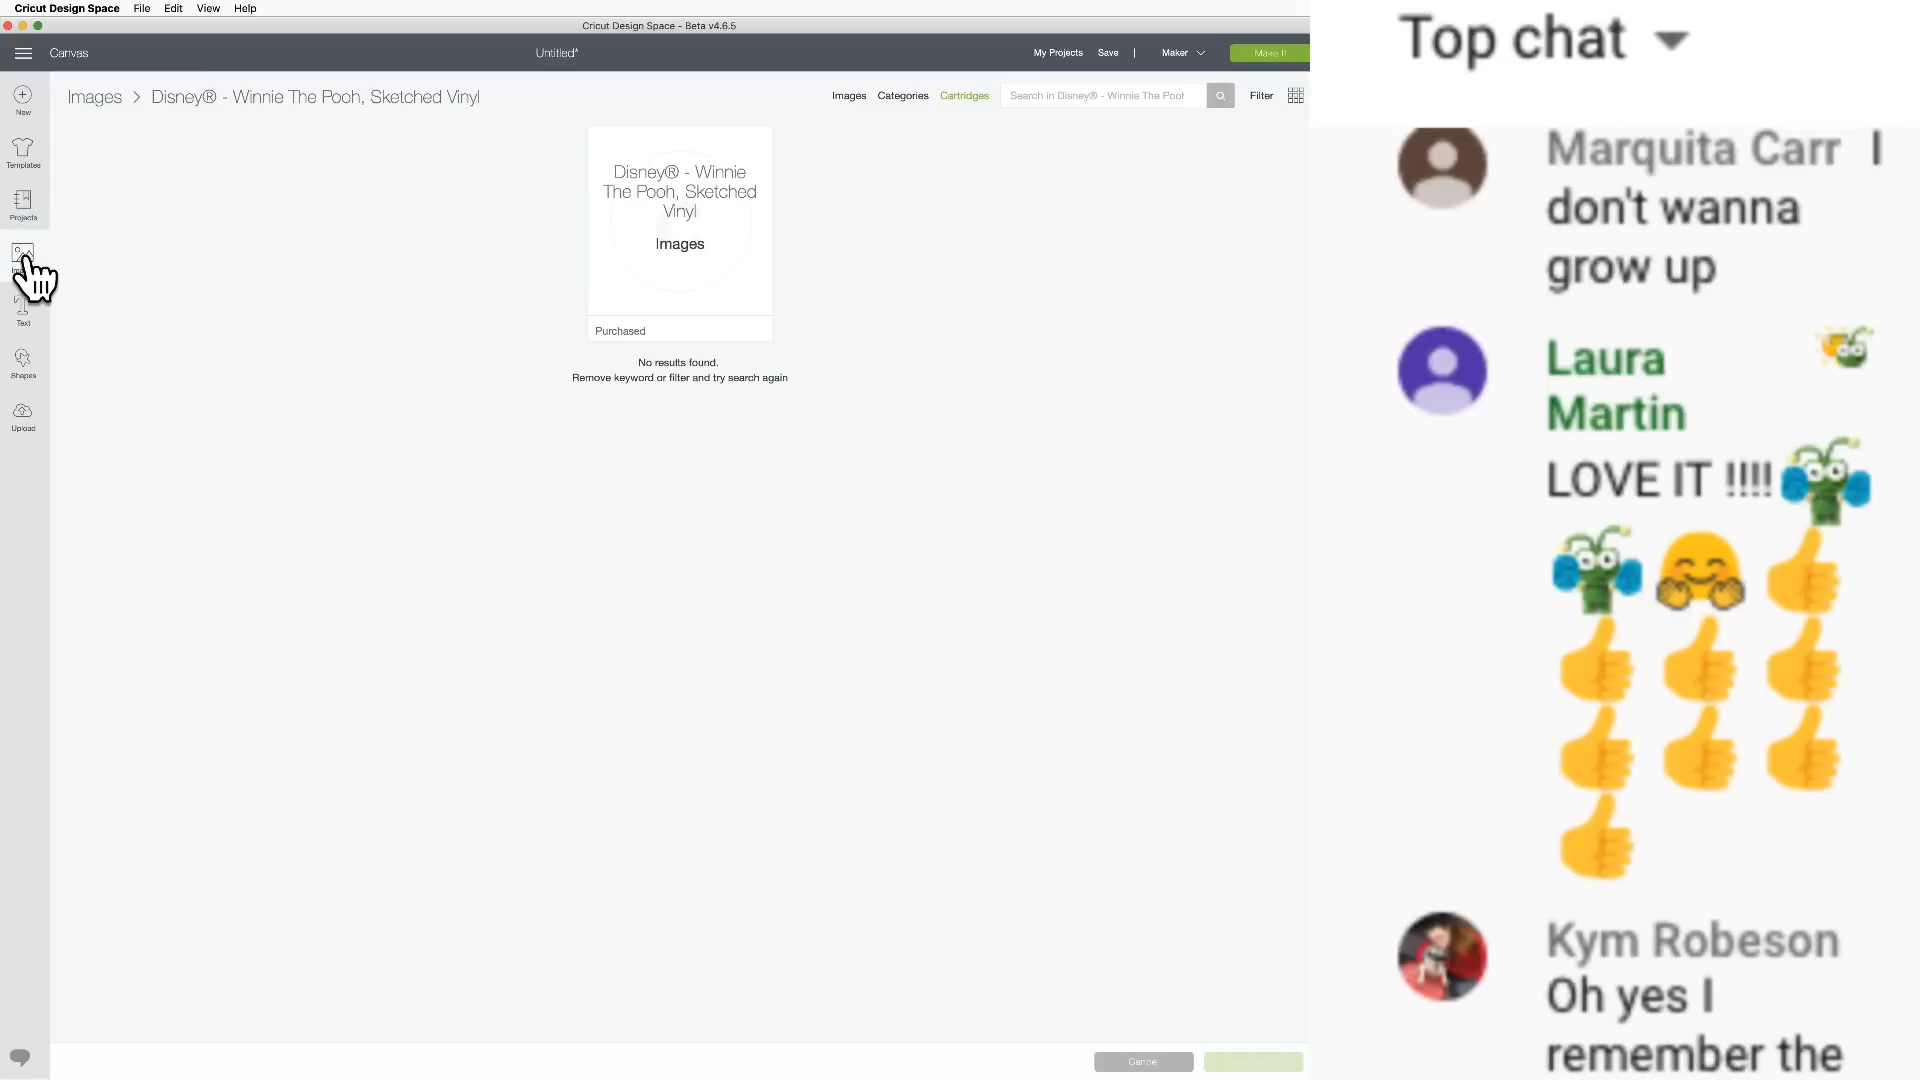 Cricut Design Space File Edit View Help
Cricut Design Space - Beta v4.6.5
Canvas
Untitled*
My Projects Save | Maker
Make It
New
Templates
Projects
Text
Shapes
Upload
Images > Disney® - Winnie The Pooh, Sketched Vinyl
Images Categories Cartridges
Search in Disney® - Winnie The Poo
Filter
Disney® - Winnie
The Pooh, Sketched
Vinyl
Images
Purchased
No results found.
Remove keyword or filter and try search again
Cancel
Top chat
Marquita Carr I
don't wanna
grow up
Laura
Martin
LOVE IT !!!!
Kym Robeson
Oh yes I
remember the